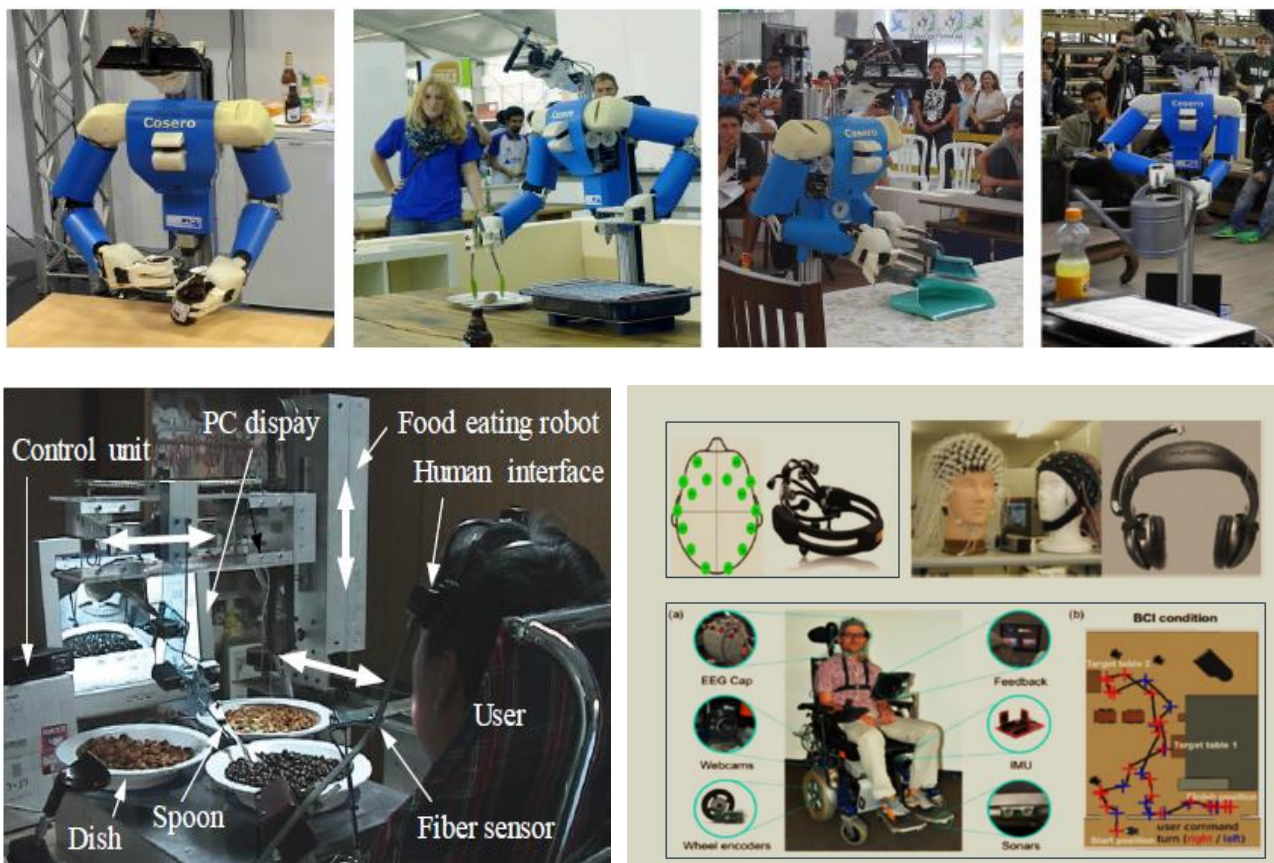 Cosero
Cosero
Cosero
Cosero
PC dispay
Control unit
Food eating robot
Human interface
User
Dish
Spoon
Fiber sensor
(a)
EEG Cap
Feedback
Webcams
IMU
Wheel encoders
Sonars
(b)
BCI condition
Target table 2
Target table 1
Start position
user command
turn (right / left)